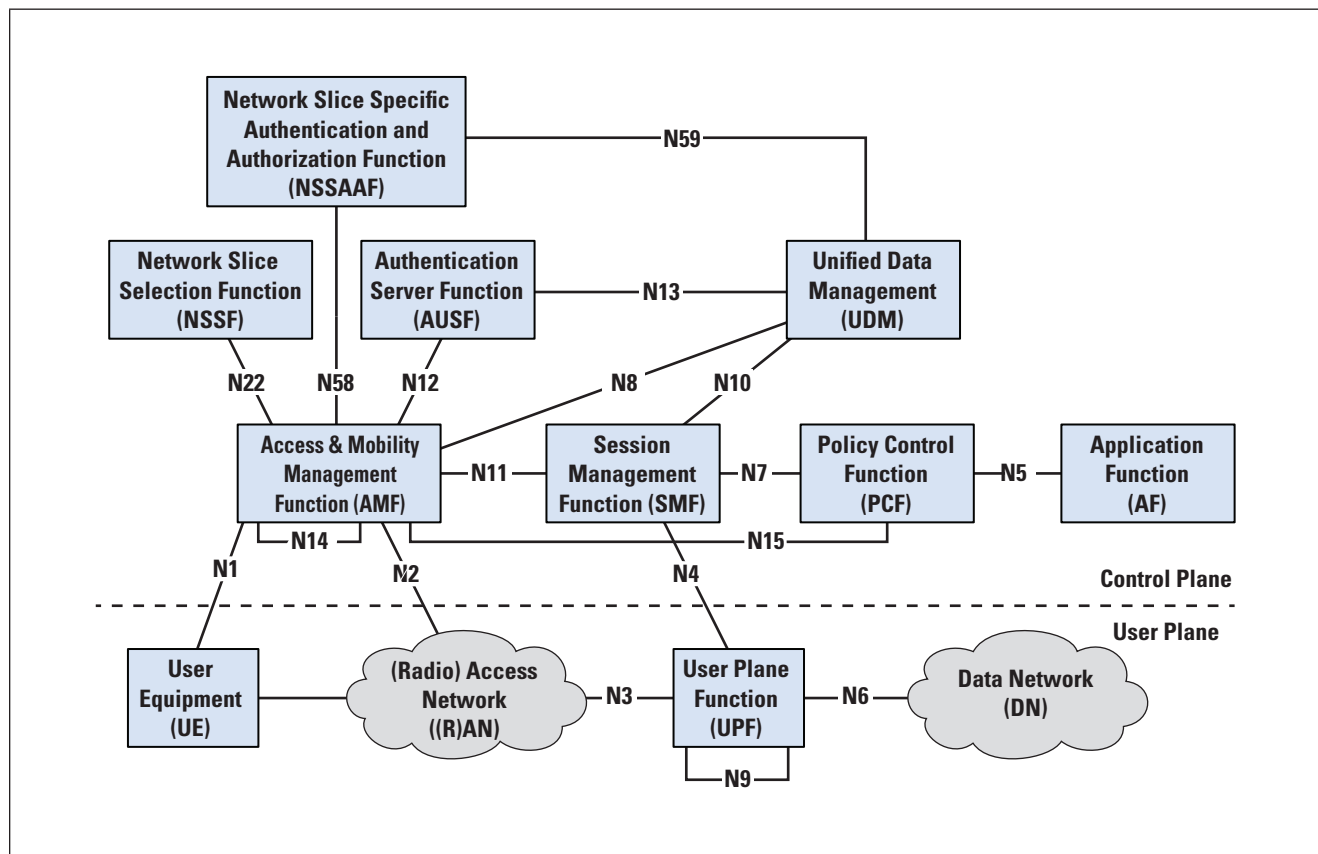 Network Slice Specific
Authentication and
Authorization Function
(NSSAAF)
N59
Network Slice
Selection Function
(NSSF)
Authentication
Server Function
(AUSF)
N13
Unified Data
Management
(UDM)
N22
N58
N12
N8
N10
Access & Mobility
Management
Function (AMF)
N11
Session
Management
Function (SMF)
N7
Policy Control
Function
(PCF)
N5
Application
Function
(AF)
N14
N15
N1
N2
N4
Control Plane
User Plane
User
Equipment
(UE)
(Radio) Access
Network
((R)AN)
N3
User Plane
Function
(UPF)
N6
Data Network
(DN)
N9